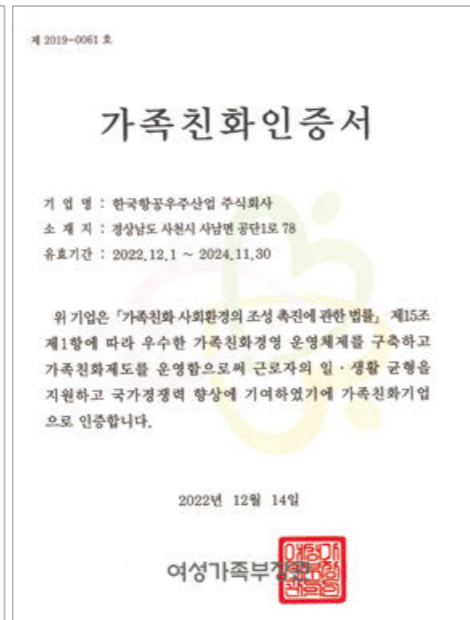 제 2019-0061 호
가족친화인증서
기 업 명 : 한국항공우주산업 주식회사
소 재 지 : 경상남도 사천시 사남면 공단1로 78
유효기간 : 2022.12.1 ~ 2024.11.30
위 기업은 「가족친화 사회환경의 조성 촉진에 관한 법률」 제15조
제1항에 따라 우수한 가족친화경영 운영체제를 구축하고
가족친화제도를 운영함으로써 근로자의 일ㆍ생활 균형을
지원하고 국가경쟁력 향상에 기여하였기에 가족친화기업
으로 인증합니다.
2022년 12월 14일
여성가족부장관